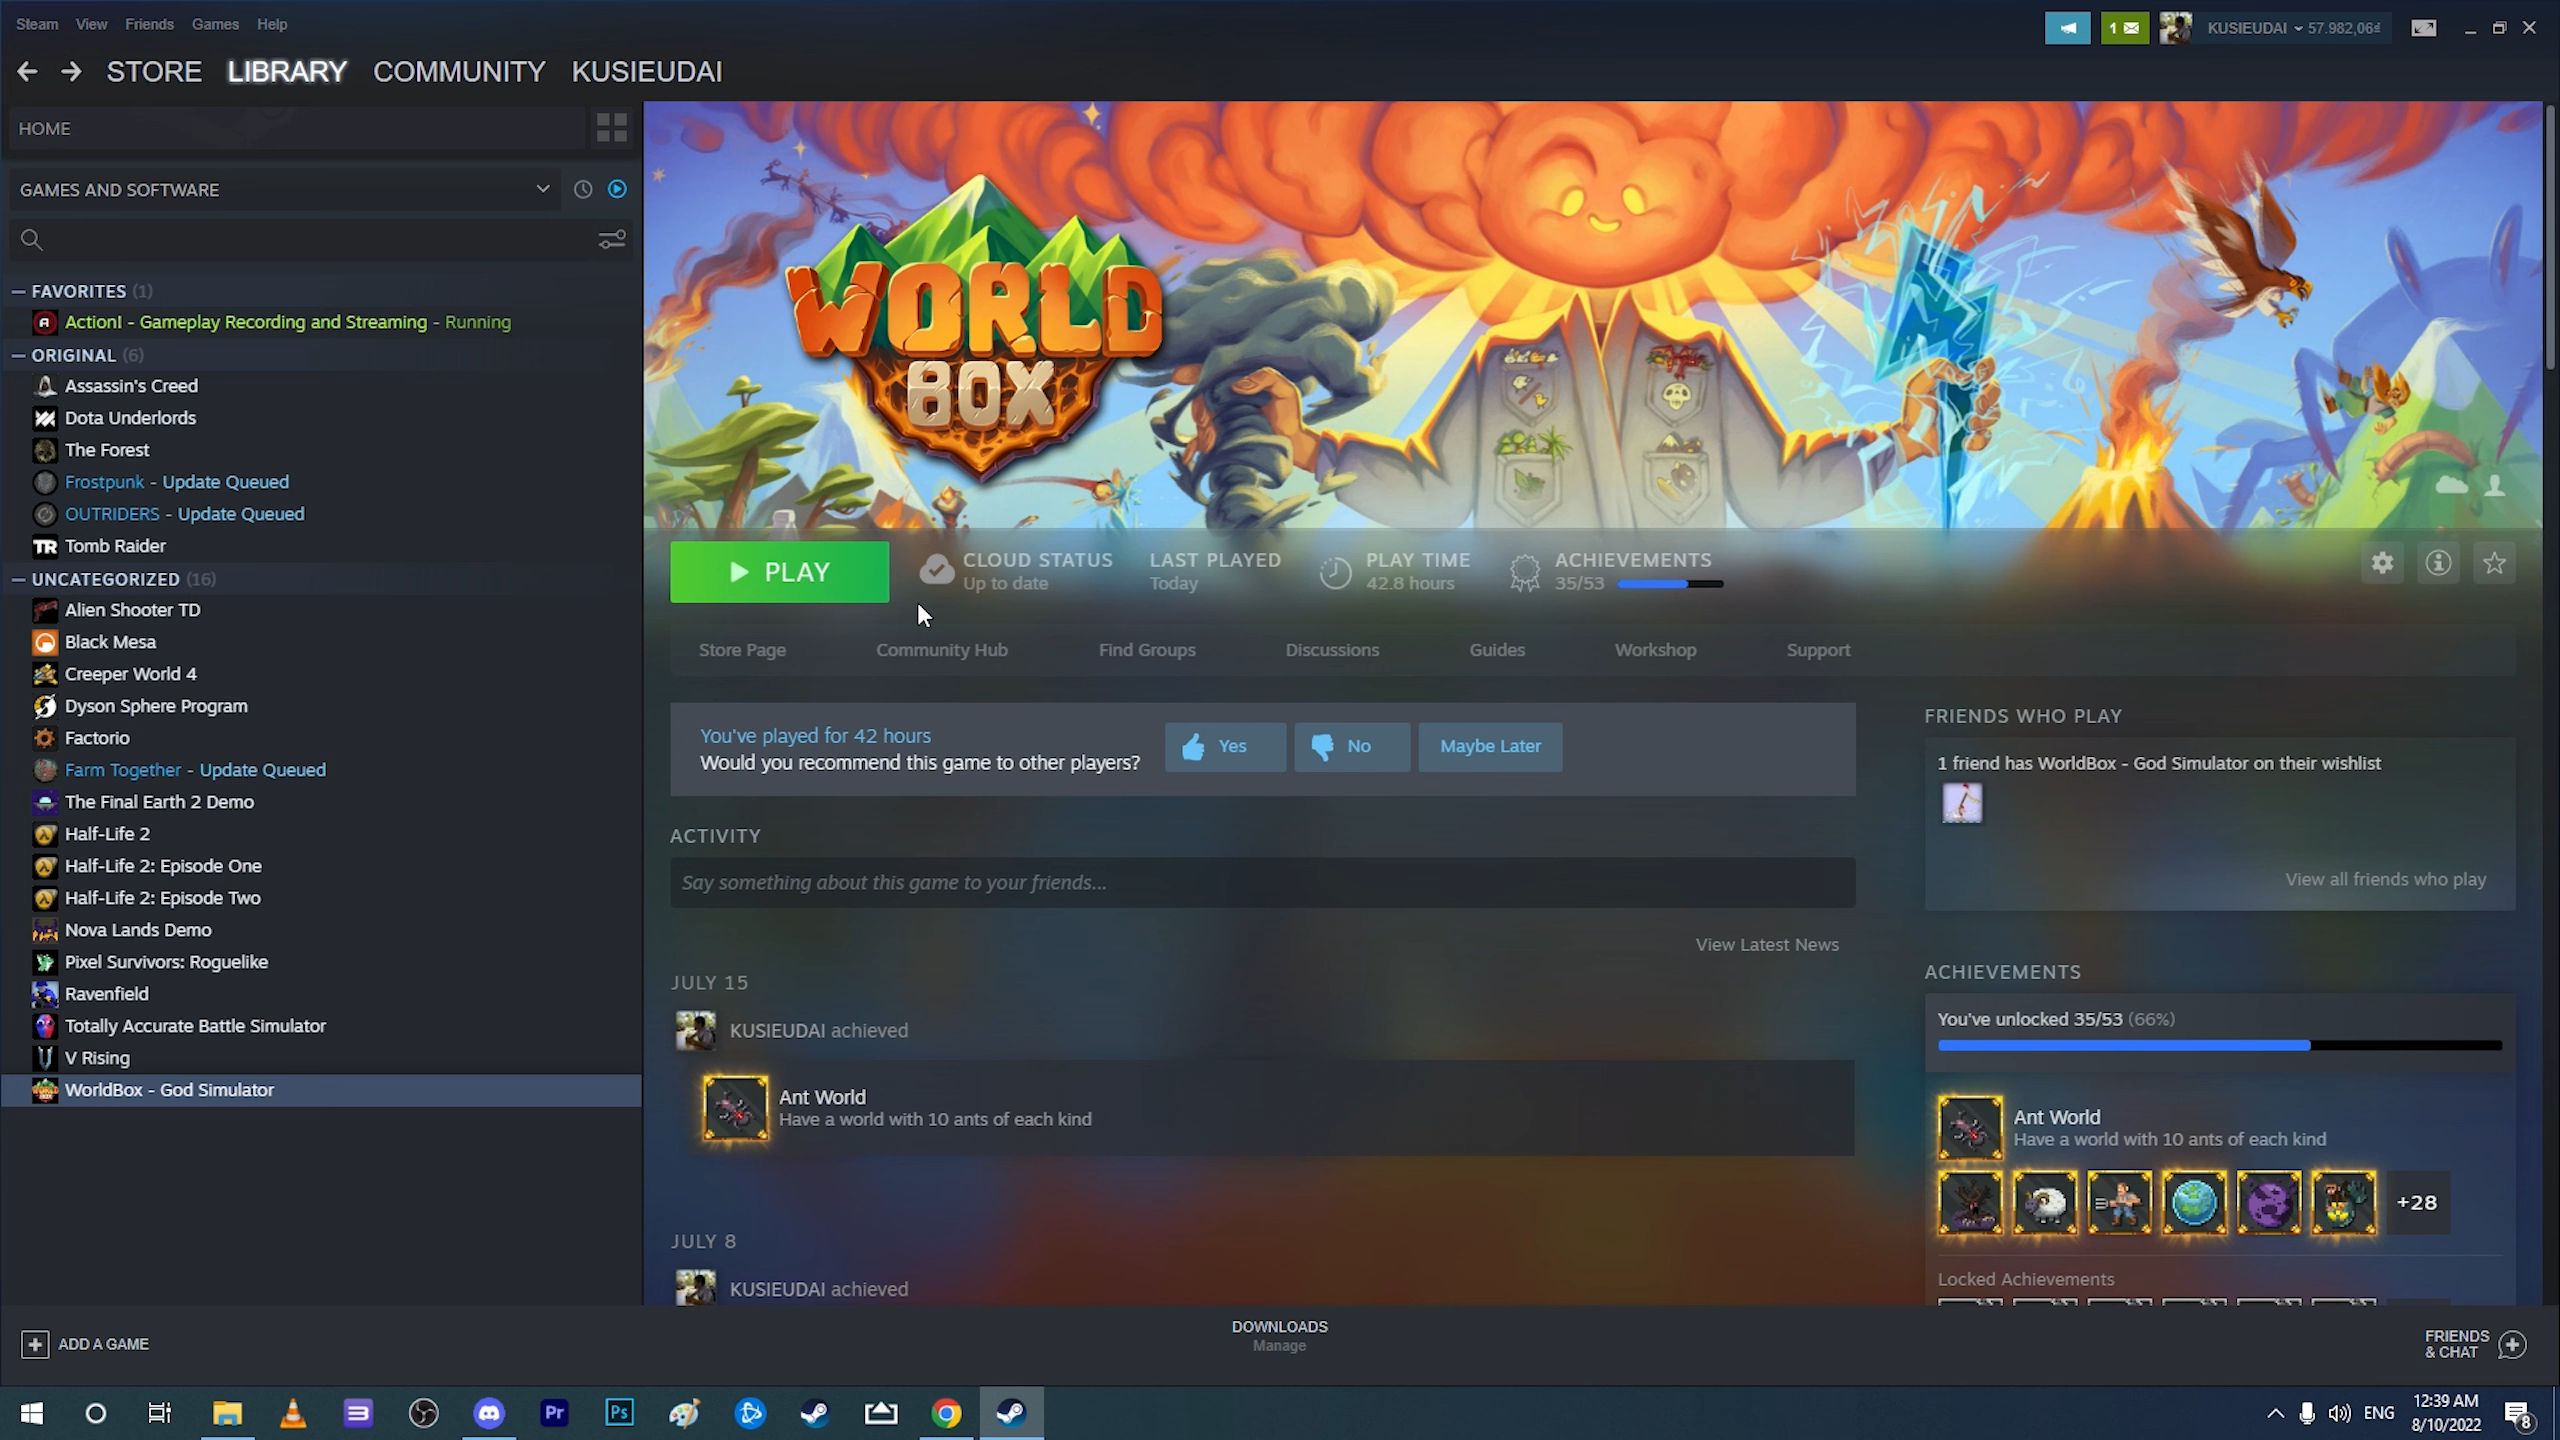 Steam View Friends Games Help
1
KUSIEUDAI 57.982,06₫
STORE LIBRARY COMMUNITY KUSIEUDAI
HOME
GAMES AND SOFTWARE
FAVORITES (1)
Action! - Gameplay Recording and Streaming - Running
ORIGINAL (6)
Assassin's Creed
Dota Underlords
The Forest
Frostpunk - Update Queued
OUTRIDERS - Update Queued
TR Tomb Raider
UNCATEGORIZED (16)
Alien Shooter TD
Black Mesa
Creeper World 4
Dyson Sphere Program
Factorio
Farm Together - Update Queued
The Final Earth 2 Demo
Half-Life 2
Half-Life 2: Episode One
Half-Life 2: Episode Two
Nova Lands Demo
Pixel Survivors: Roguelike
Ravenfield
Totally Accurate Battle Simulator
V Rising
WorldBox - God Simulator
WORLD
BOX
PLAY
CLOUD STATUS
Up to date
LAST PLAYED
Today
PLAY TIME
42.8 hours
ACHIEVEMENTS
35/53
Store Page Community Hub Find Groups Discussions Guides Workshop Support
You've played for 42 hours
Would you recommend this game to other players?
Yes No Maybe Later
ACTIVITY
Say something about this game to your friends...
View Latest News
JULY 15
KUSIEUDAI achieved
Ant World
Have a world with 10 ants of each kind
JULY 8
KUSIEUDAI achieved
FRIENDS WHO PLAY
1 friend has WorldBox - God Simulator on their wishlist
View all friends who play
ACHIEVEMENTS
You've unlocked 35/53 (66%)
Ant World
Have a world with 10 ants of each kind
+28
Locked Achievements
ADD A GAME
DOWNLOADS
Manage
FRIENDS
& CHAT
Pr
Ps
ENG
12:39 AM
8/10/2022
8